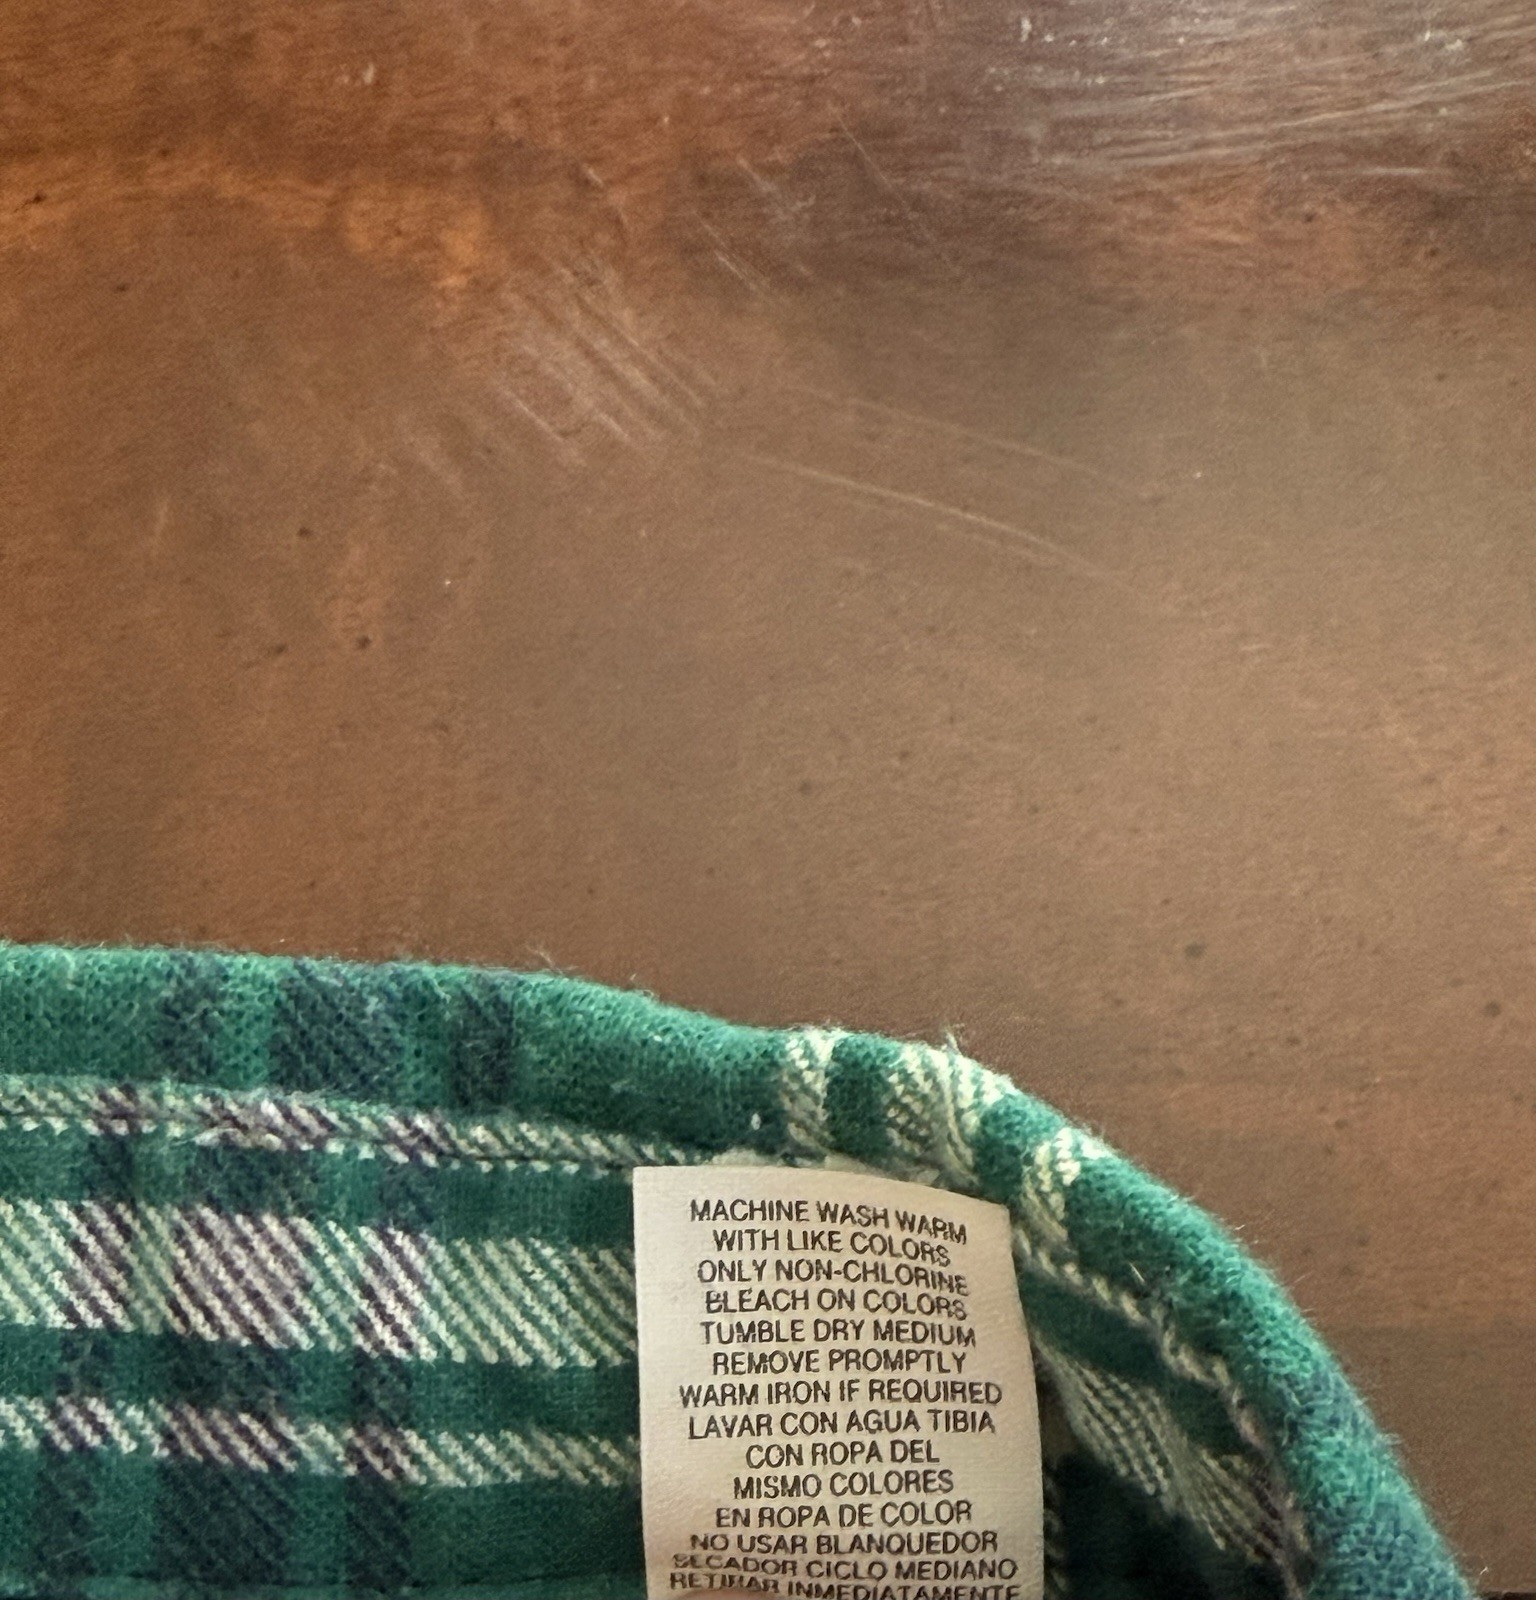 MACHINE WASH WARM
WITH LIKE COLORS
ONLY NON-CHLORINE
BLEACH ON COLORS
TUMBLE DRY MEDIUM
REMOVE PROMPTLY
WARM IRON IF REQUIRED
LAVAR CON AGUA TIBIA
CON ROPA DEL
MISMO COLORES
EN ROPA DE COLOR
NO USAR BLANQUEDOR
SECADOR CICLO MEDIANO
RETIRAR INMEDIATAMENTE